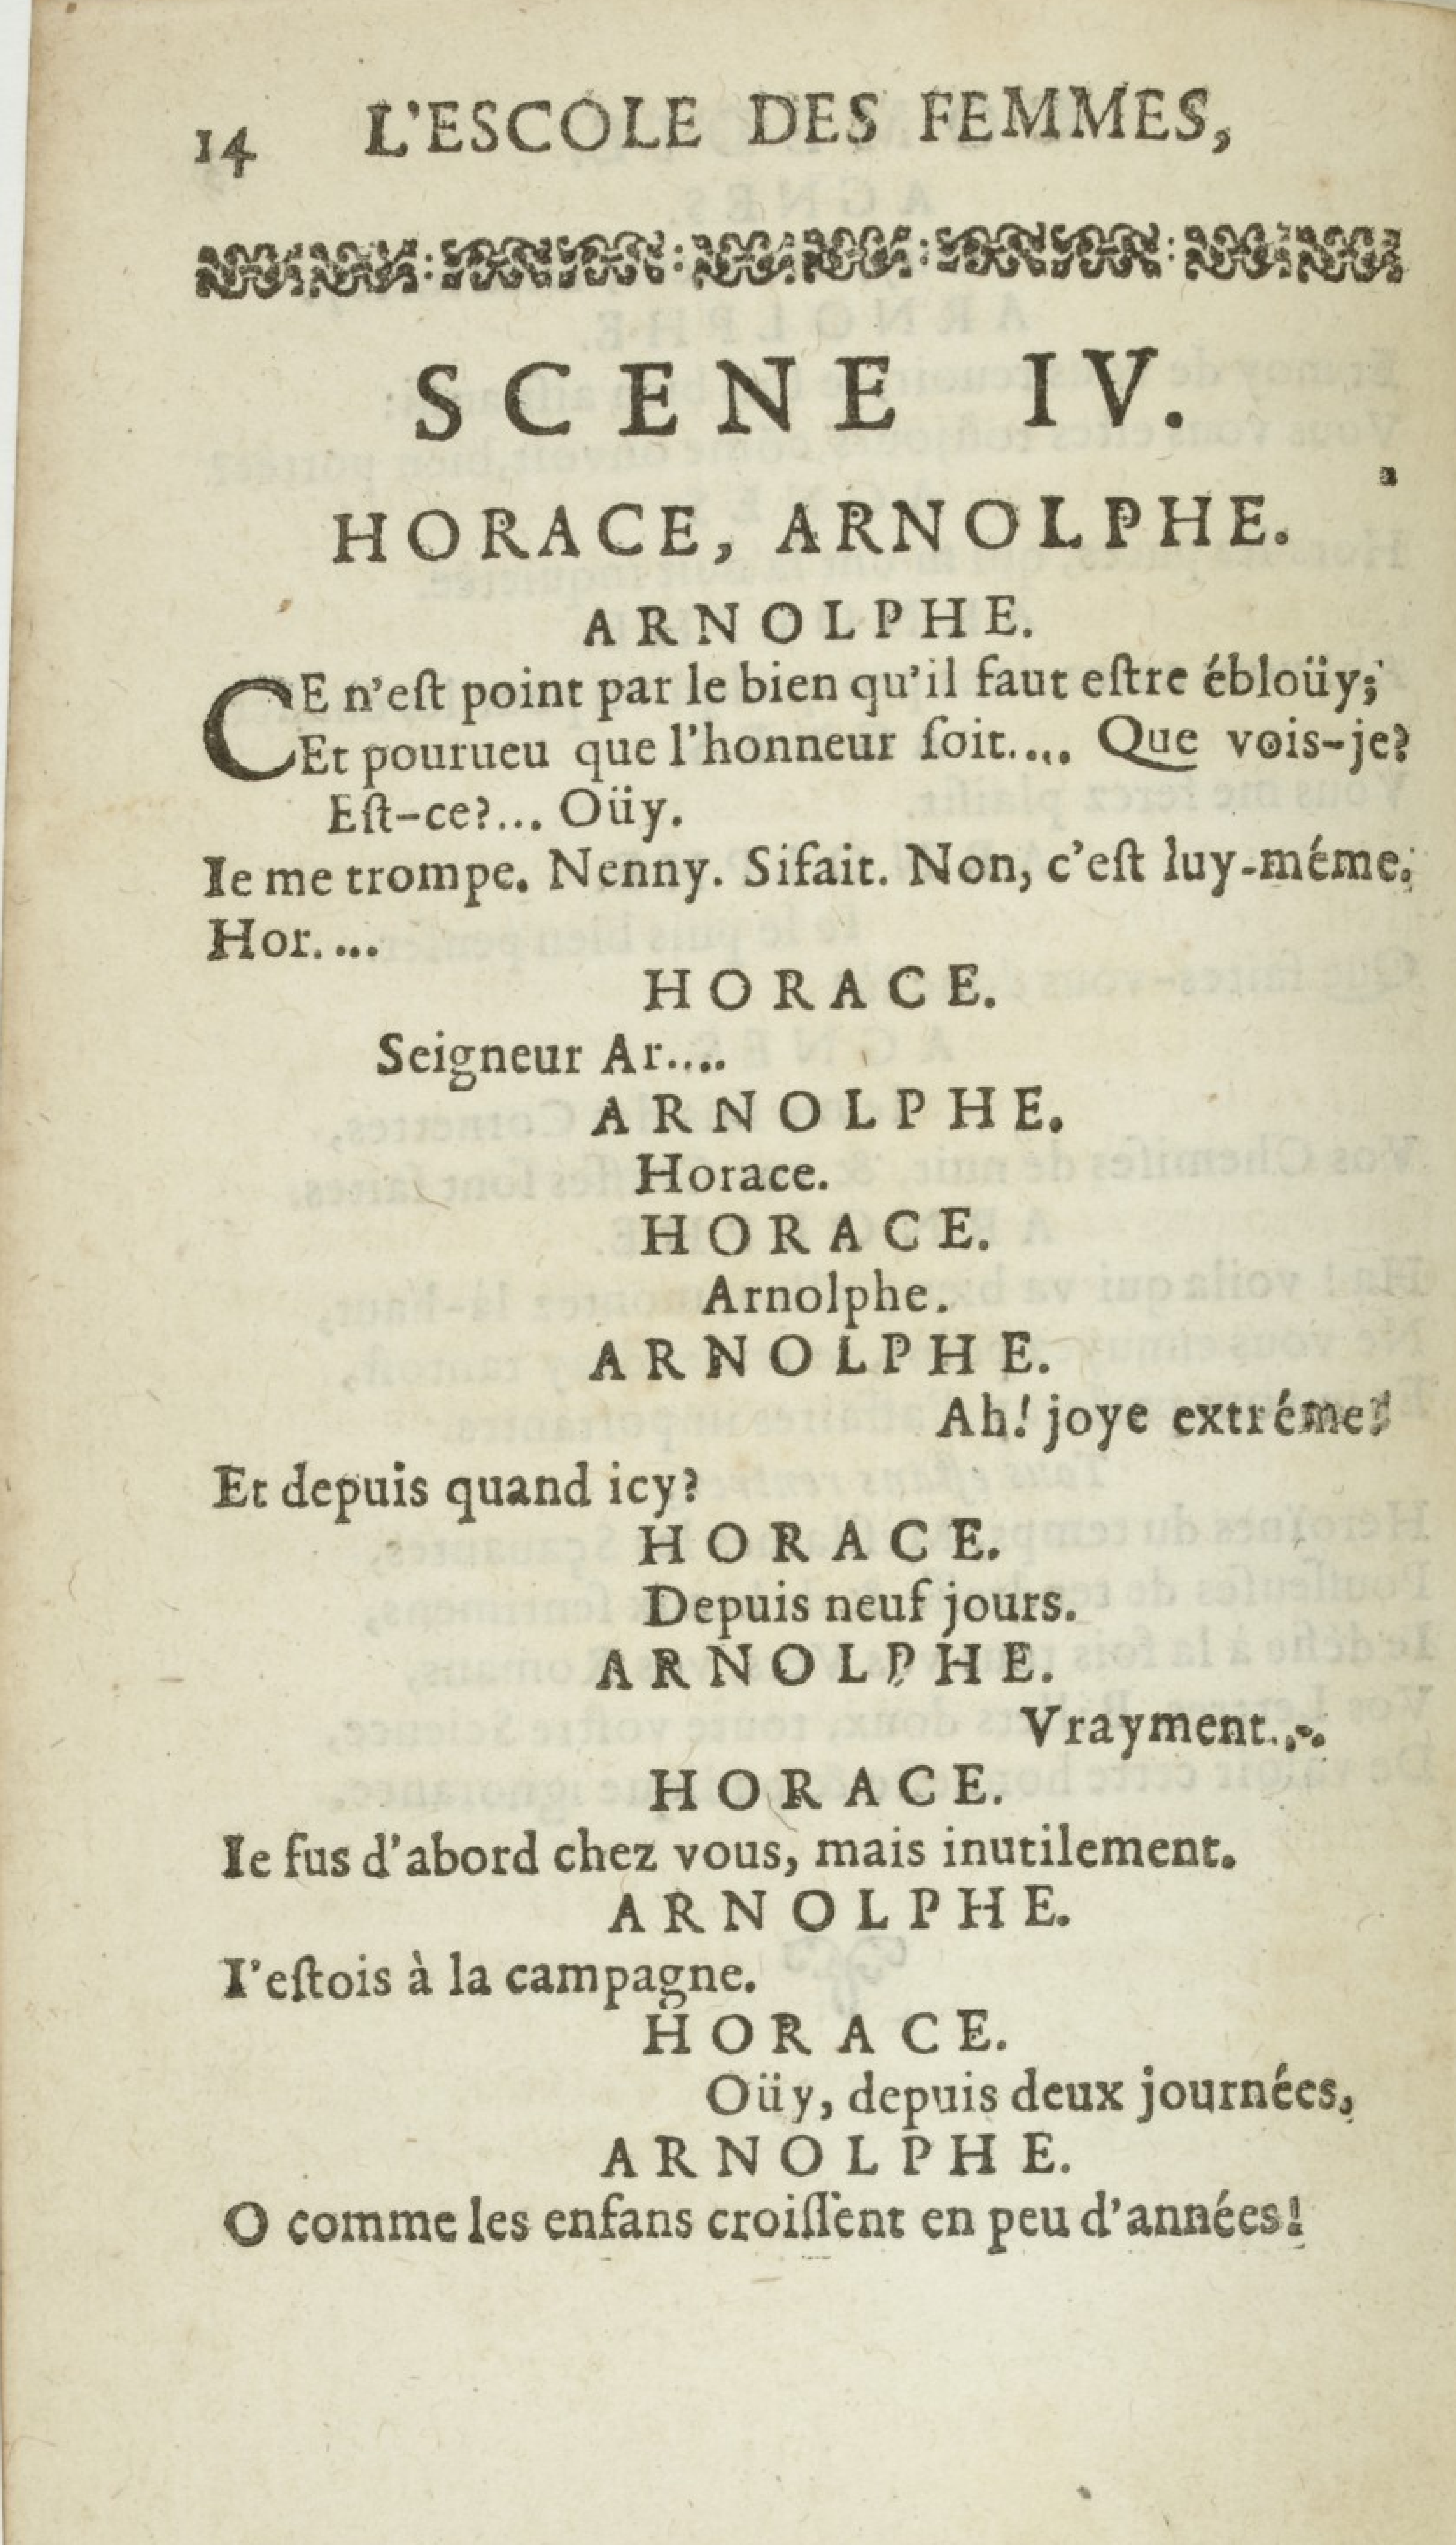 14 L'ESCOLE DES FEMMES,
SCENE IV.
HORACE, ARNOLPHE.
ARNOLPHE.
CE n'eſt point par le bien qu'il faut eſtre ébloüy;
Et pourueu que l'honneur ſoit.... Que vois-je?
Eſt-ce?... Oüy.
Ie me trompe. Nenny. Sifait. Non, c'eſt luy-méme.
Hor....
HORACE.
Seigneur Ar....
ARNOLPHE.
Horace.
HORACE.
Arnolphe.
ARNOLPHE.
Ah! joye extréme!
Et depuis quand icy?
HORACE.
Depuis neuf jours.
ARNOLPHE.
Vrayment....
HORACE.
Ie fus d'abord chez vous, mais inutilement.
ARNOLPHE.
I'eſtois à la campagne.
HORACE.
Oüy, depuis deux journées,
ARNOLPHE.
O comme les enfans croiſſent en peu d'années!